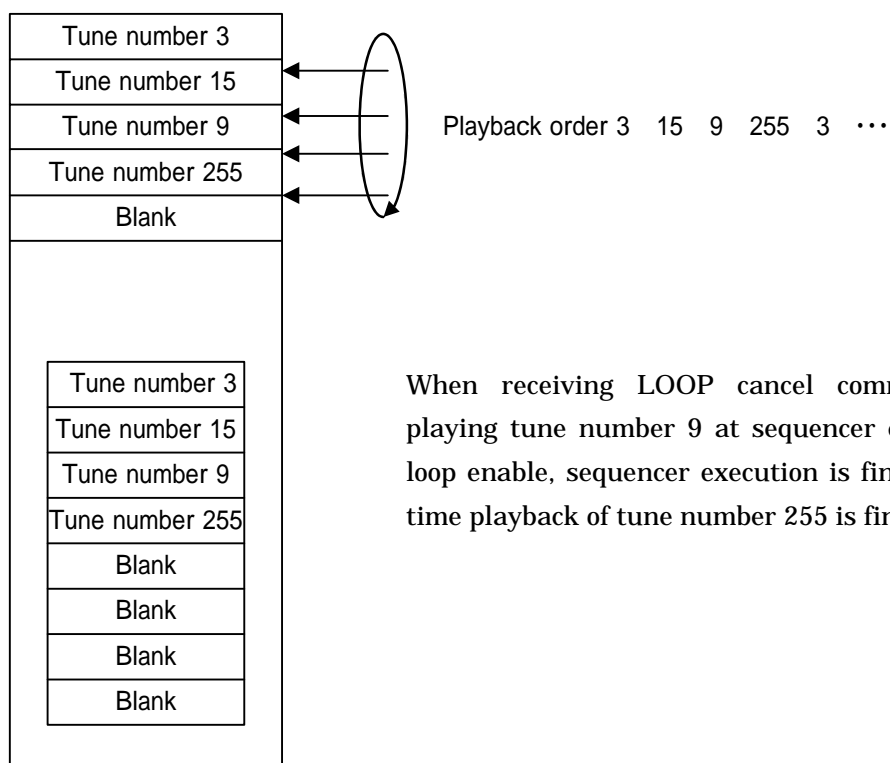 Tune number 3
Tune number 15
Tune number 9
Tune number 255
Blank
Playback order 3 15 9 255 3 ···
Tune number 3
Tune number 15
Tune number 9
Tune number 255
Blank
Blank
Blank
Blank
When receiving LOOP cancel
playing tune number 9 at sequencer
loop enable, sequencer execution is
time playback of tune number 255 is